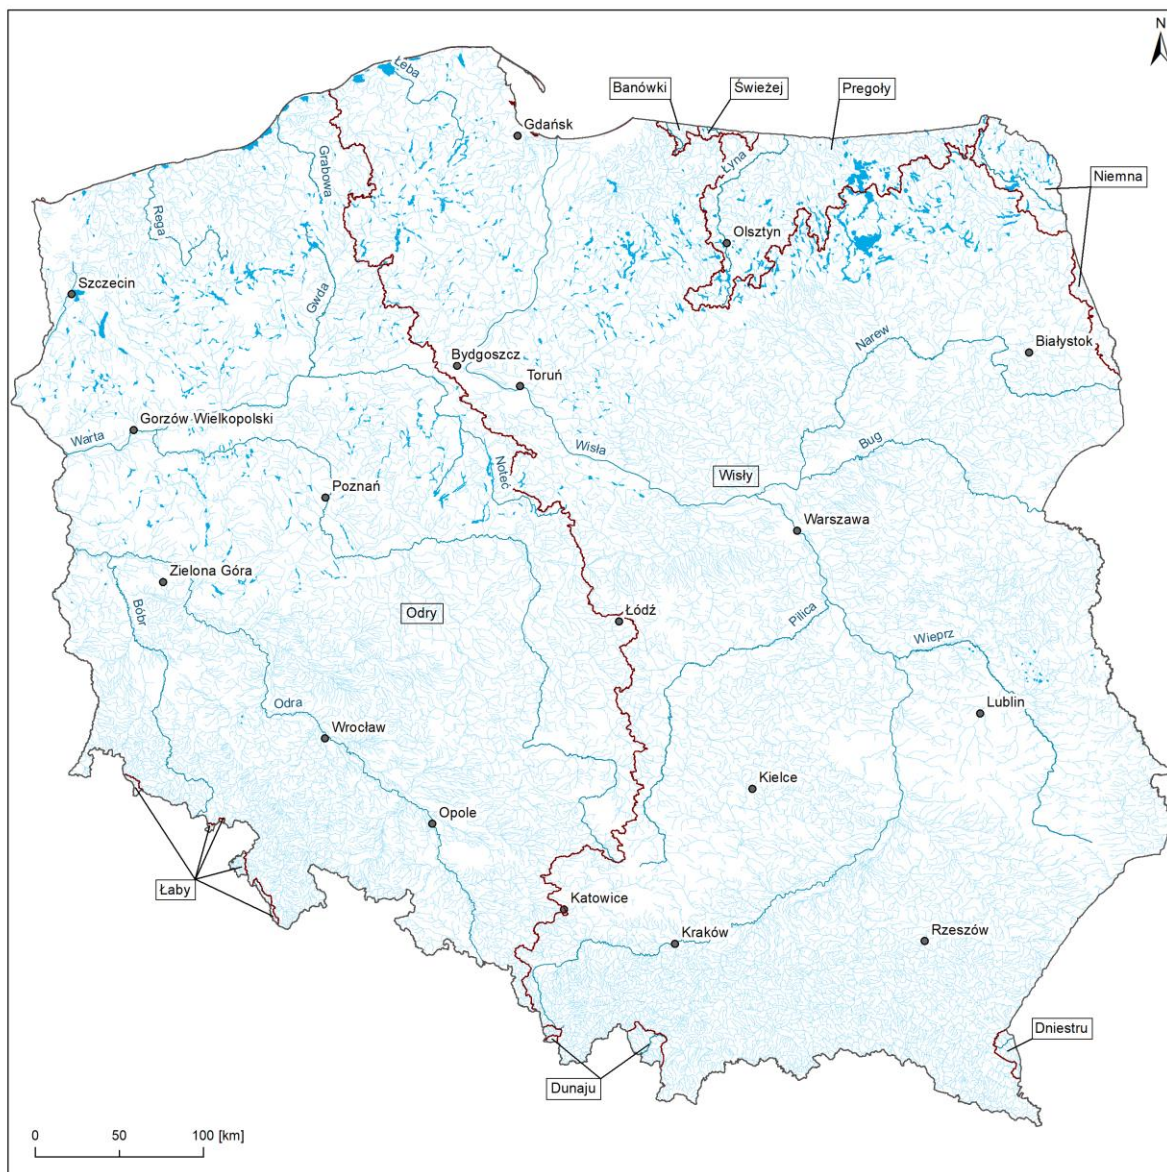 N
Łeba
Banówki
Świeżej
Pregoły
Gdańsk
Grabowa
Łyna
Niemna
Rega
Olsztyn
Szczecin
Gwda
Narew
Białystok
Bydgoszcz
Toruń
Gorzów Wielkopolski
Warta
Wisła
Bug
Noteć
Wisły
Poznań
Warszawa
Zielona Góra
Bóbr
Odry
Łódź
Pilica
Wieprz
Odra
Lublin
Wrocław
Kielce
Opole
Łaby
Katowice
Kraków
Rzeszów
Dniestru
Dunaju
0 50 100 [km]